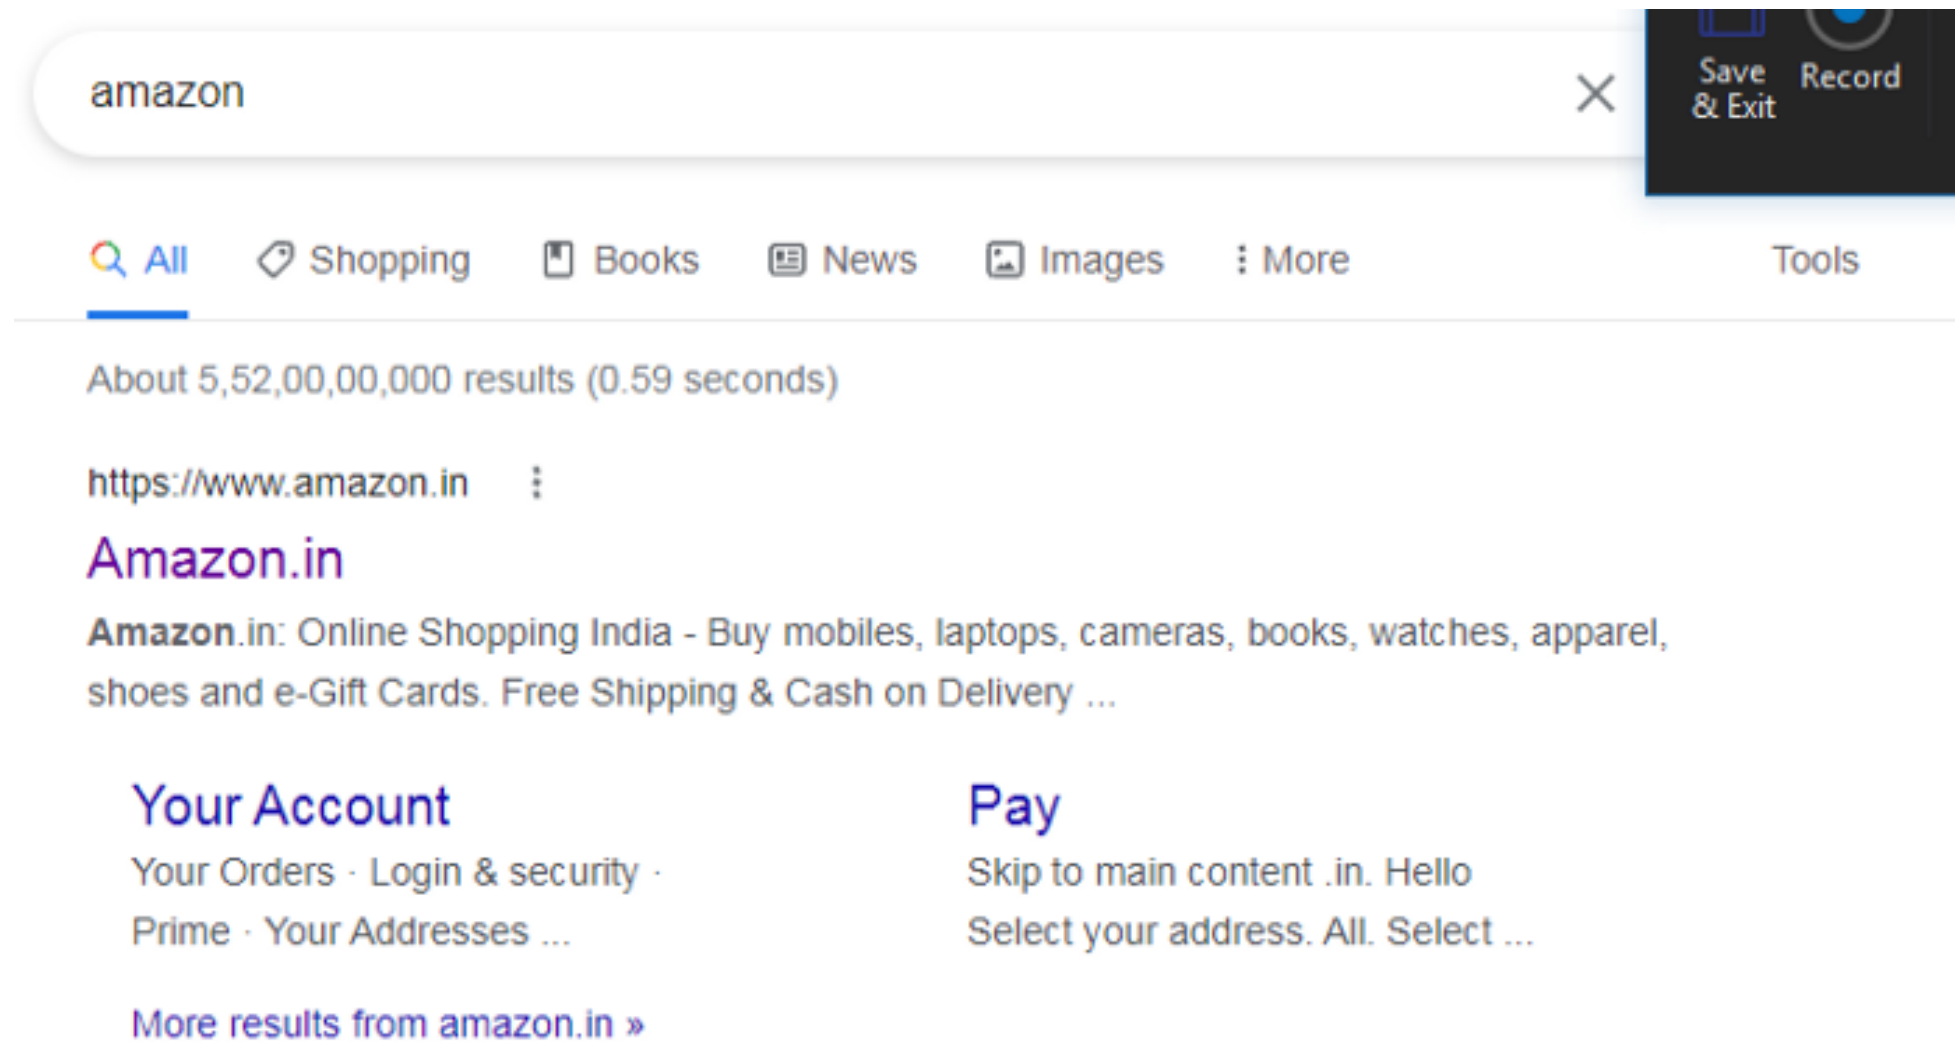 amazon
Save
& Exit
Record
All
Shopping
Books
News
Images
More
Tools
About 5,52,00,00,000 results (0.59 seconds)
https://www.amazon.in
Amazon.in
Amazon.in: Online Shopping India - Buy mobiles, laptops, cameras, books, watches, apparel,
shoes and e-Gift Cards. Free Shipping & Cash on Delivery ...
Your Account
Your Orders · Login & security ·
Prime · Your Addresses ...
Pay
Skip to main content .in. Hello
Select your address. All. Select ...
More results from amazon.in »